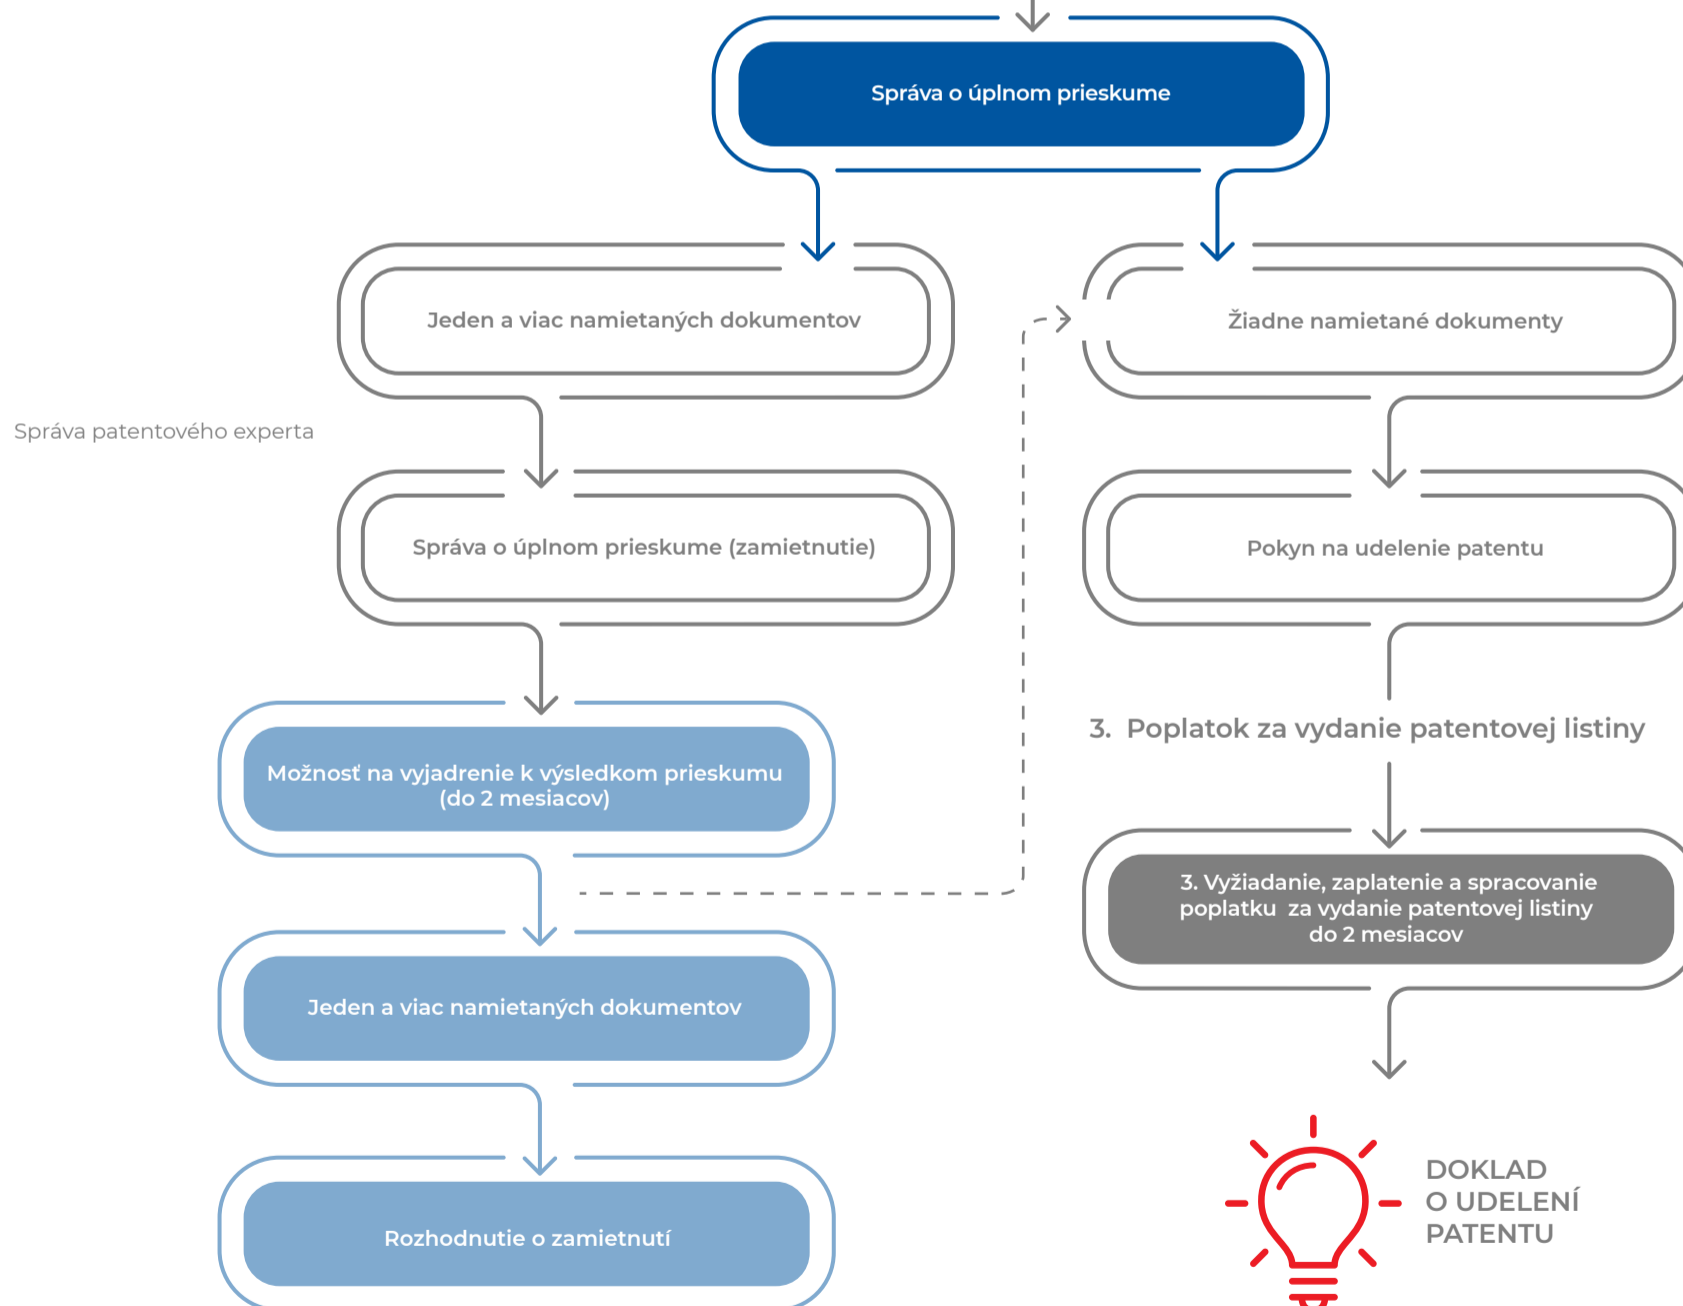 Správa o úplnom prieskume
Jeden a viac namietaných dokumentov
Žiadne namietané dokumenty
Správa patentového experta
Správa o úplnom prieskume (zamietnutie)
Pokyn na udelenie patentu
3. Poplatok za vydanie patentovej listiny
Možnosť na vyjadrenie k výsledkom prieskumu
(do 2 mesiacov)
3. Vyžiadanie, zaplatenie a spracovanie
poplatku za vydanie patentovej listiny
do 2 mesiacov
Jeden a viac namietaných dokumentov
Rozhodnutie o zamietnutí
DOKLAD
O UDELENÍ
PATENTU